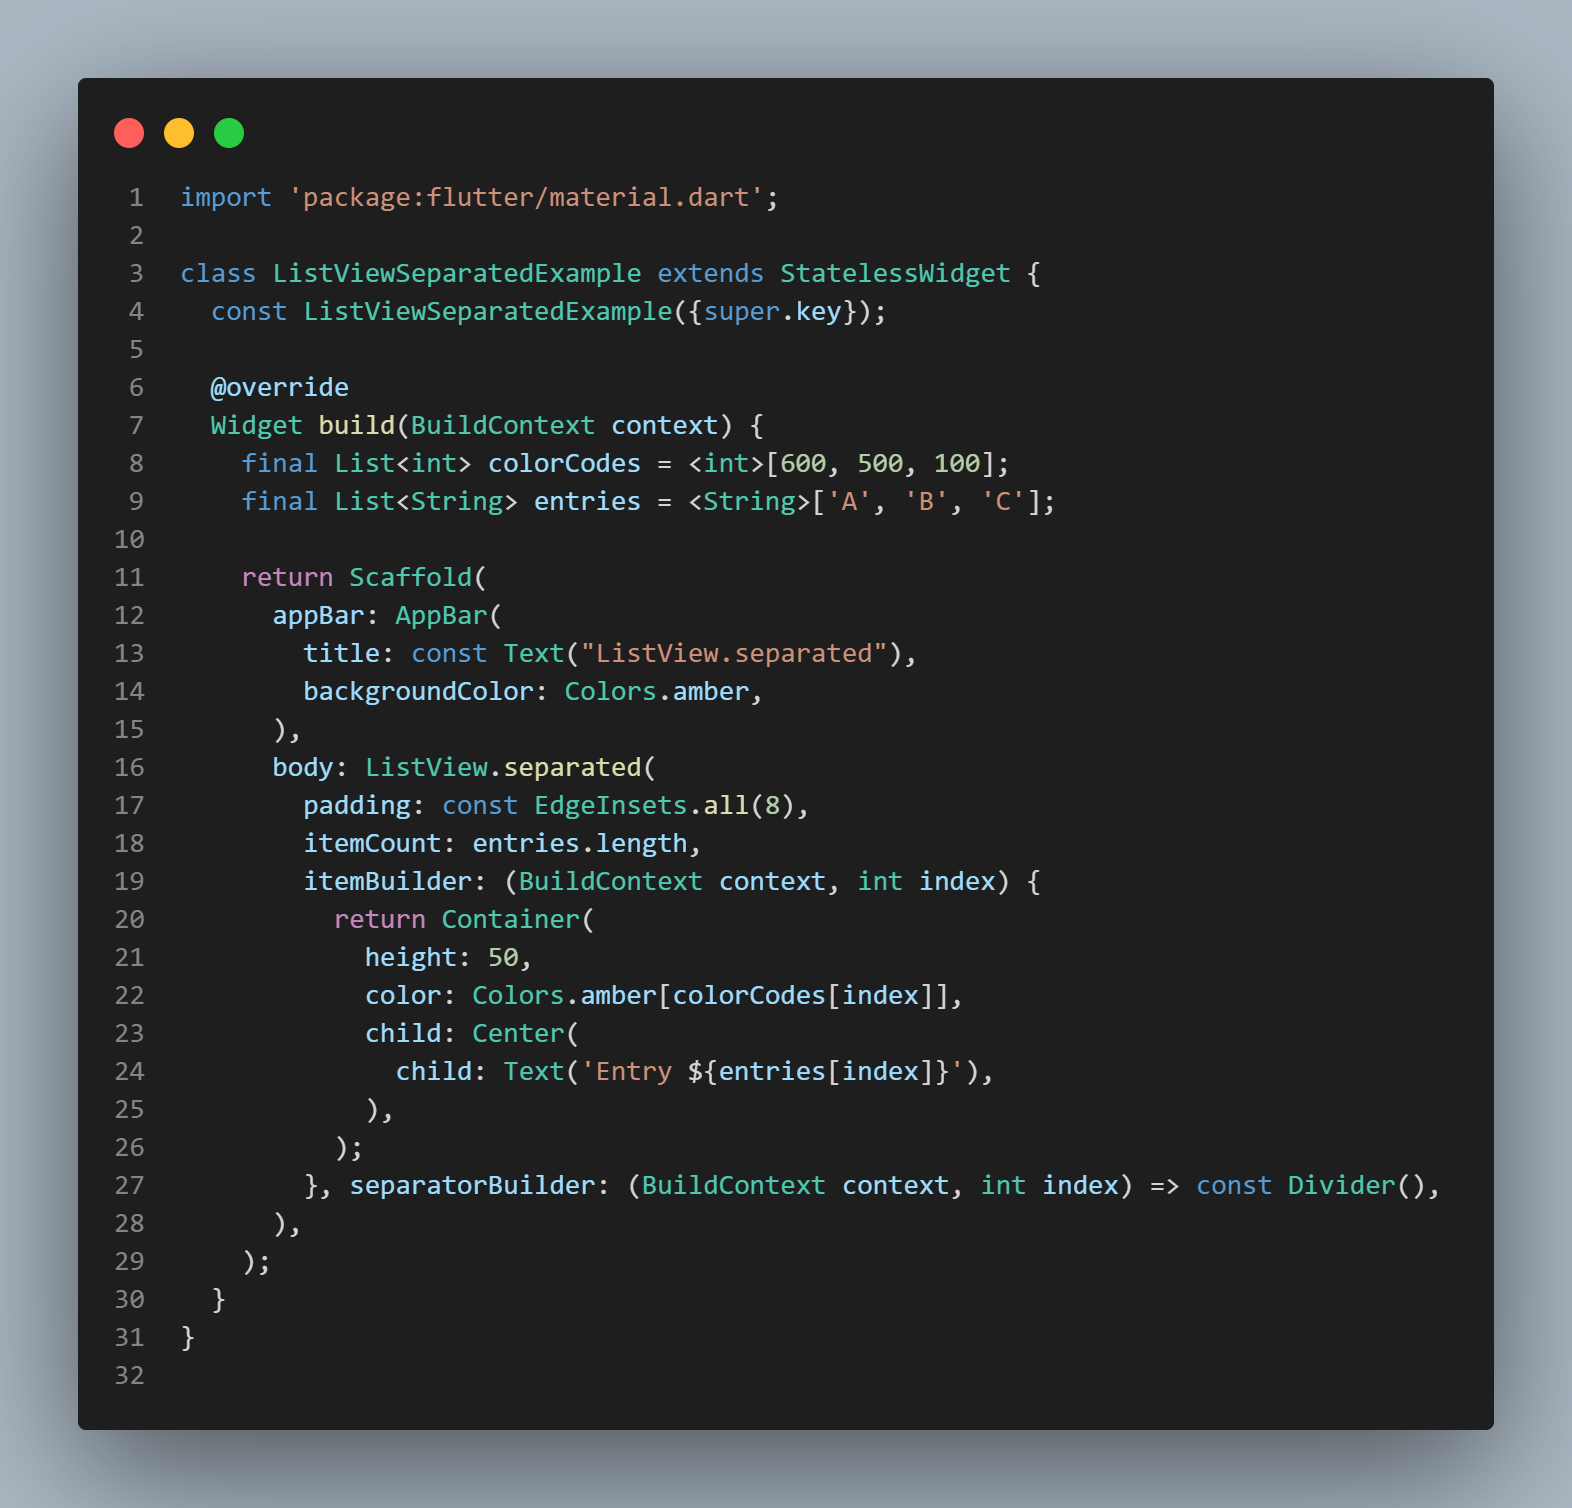 1 import 'package:flutter/material.dart';
2
3 class ListViewSeparatedExample extends StatelessWidget {
4   const ListViewSeparatedExample({super.key});
5
6   @override
7   Widget build(BuildContext context) {
8     final List<int> colorCodes = <int>[600, 500, 100];
9     final List<String> entries = <String>['A', 'B', 'C'];
10
11     return Scaffold(
12       appBar: AppBar(
13         title: const Text("ListView.separated"),
14         backgroundColor: Colors.amber,
15       ),
16       body: ListView.separated(
17         padding: const EdgeInsets.all(8),
18         itemCount: entries.length,
19         itemBuilder: (BuildContext context, int index) {
20           return Container(
21             height: 50,
22             color: Colors.amber[colorCodes[index]],
23             child: Center(
24               child: Text('Entry ${entries[index]}'),
25             ),
26           );
27         }, separatorBuilder: (BuildContext context, int index) => const Divider(),
28       ),
29     );
30   }
31 }
32